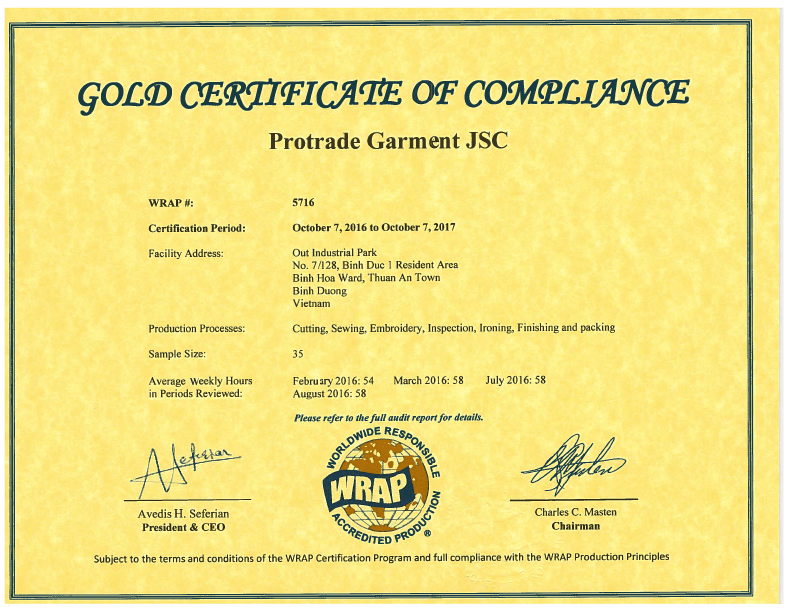 GOLD CERTIFICATE OF COMPLIANCE
Protrade Garment JSC
WRAP #: 5716
Certification Period: October 7, 2016 to October 7, 2017
Facility Address: Out Industrial Park
No. 7/128, Binh Duc 1 Resident Area
Binh Hoa Ward, Thuan An Town
Binh Duong
Vietnam
Production Processes: Cutting, Sewing, Embroidery, Inspection, Ironing, Finishing and packing
Sample Size: 35
Average Weekly Hours February 2016: 54 March 2016: 58 July 2016: 58
in Periods Reviewed: August 2016: 58
Please refer to the full audit report for details.
WORLDWIDE RESPONSIBLE
WRAP
ACCREDITED PRODUCTION
®
Avedis H. Seferian
President & CEO
Charles C. Masten
Chairman
Subject to the terms and conditions of the WRAP Certification Program and full compliance with the WRAP Production Principles